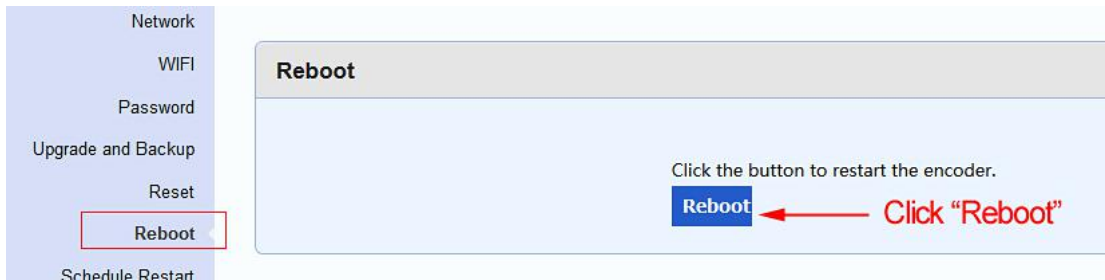 Network
WIFI
Password
Upgrade and Backup
Reset
Reboot
Schedule Restart
Reboot
Click the button to restart the encoder.
Reboot
Click “Reboot”